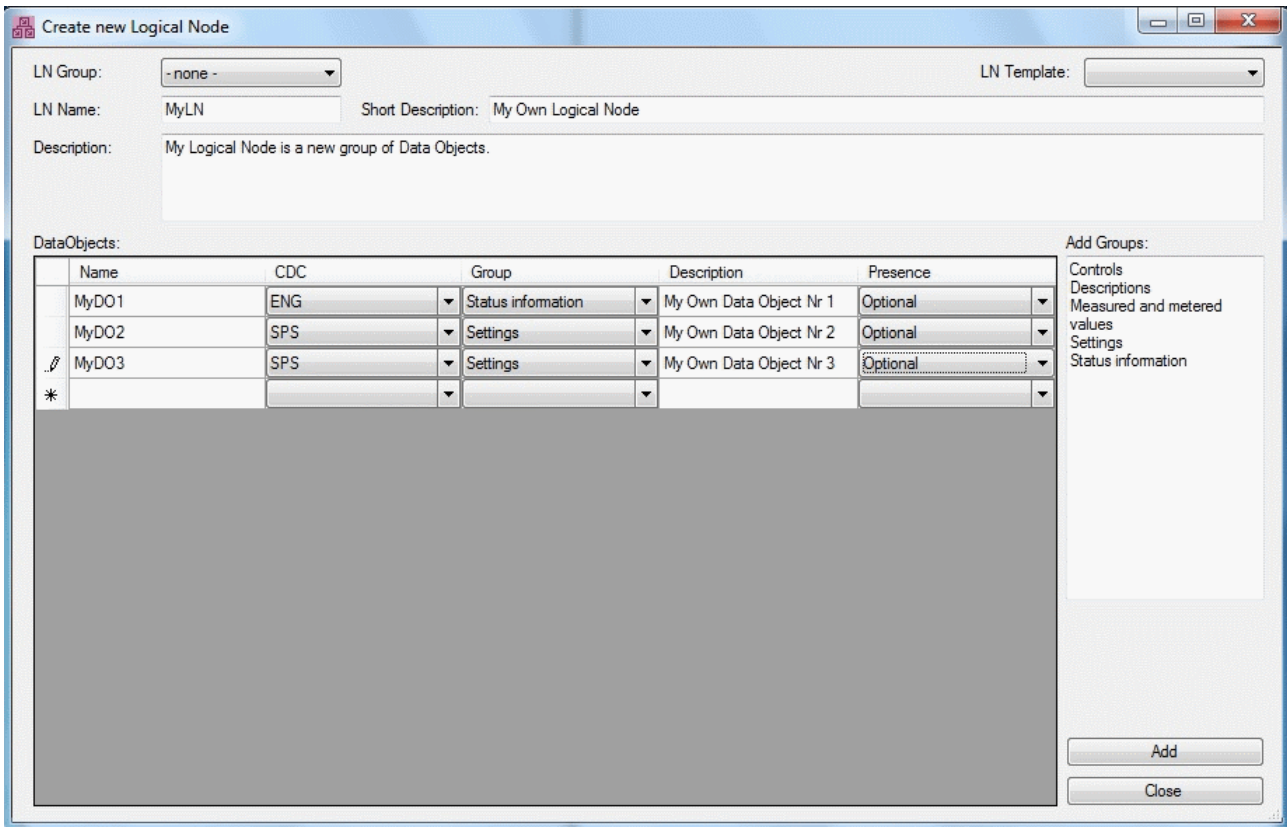 Create new Logical Node
LN Group: - none - LN Template:
LN Name: MyLN Short Description: My Own Logical Node
Description: My Logical Node is a new group of Data Objects.
DataObjects: Add Groups:
Name CDC Group Description Presence
MyDO1 ENG Status information My Own Data Object Nr 1 Optional
MyDO2 SPS Settings My Own Data Object Nr 2 Optional
MyDO3 SPS Settings My Own Data Object Nr 3 Optional
Controls
Descriptions
Measured and metered
values
Settings
Status information
Add
Close